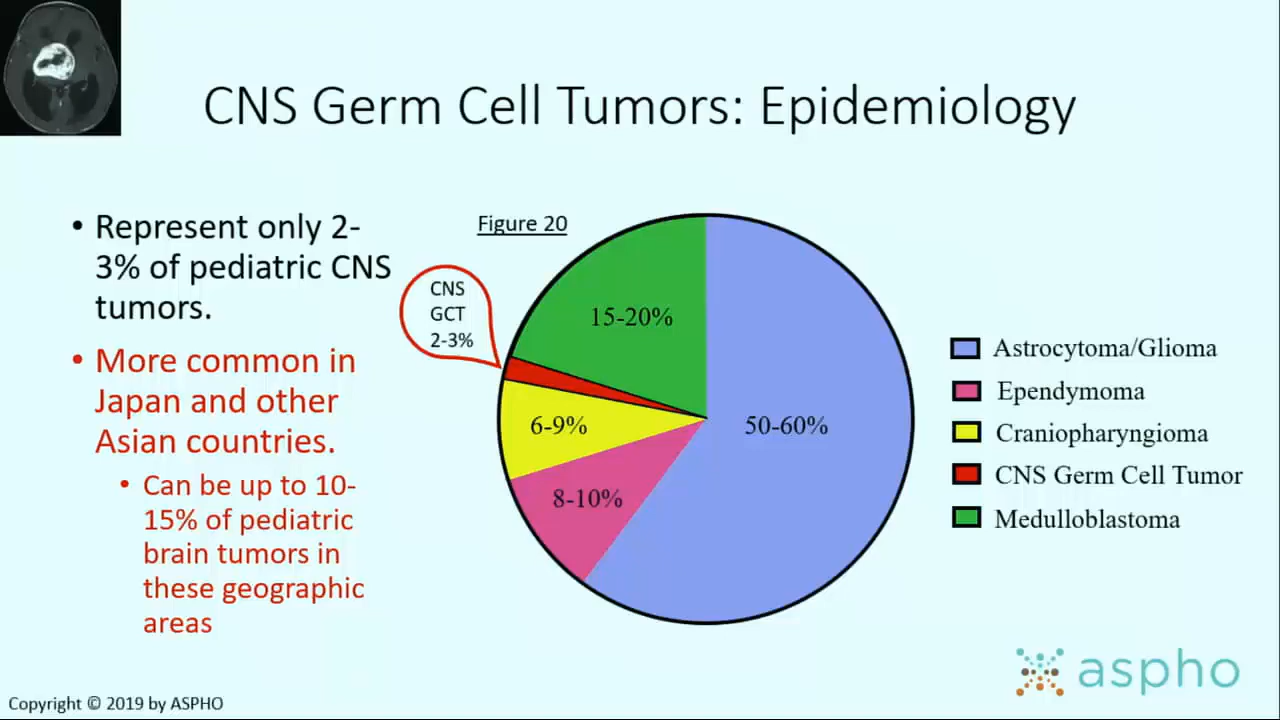 CNS Germ Cell Tumors: Epidemiology
• Represent only 2-
3% of pediatric CNS
tumors.
• More common in
Japan and other
Asian countries.
• Can be up to 10-
15% of pediatric
brain tumors in
these geographic
areas
Figure 20
CNS
GCT
2-3%
15-20%
6-9%
8-10%
50-60%
Astrocytoma/Glioma
Ependymoma
Craniopharyngioma
CNS Germ Cell Tumor
Medulloblastoma
aspho
Copyright © 2019 by ASPHO